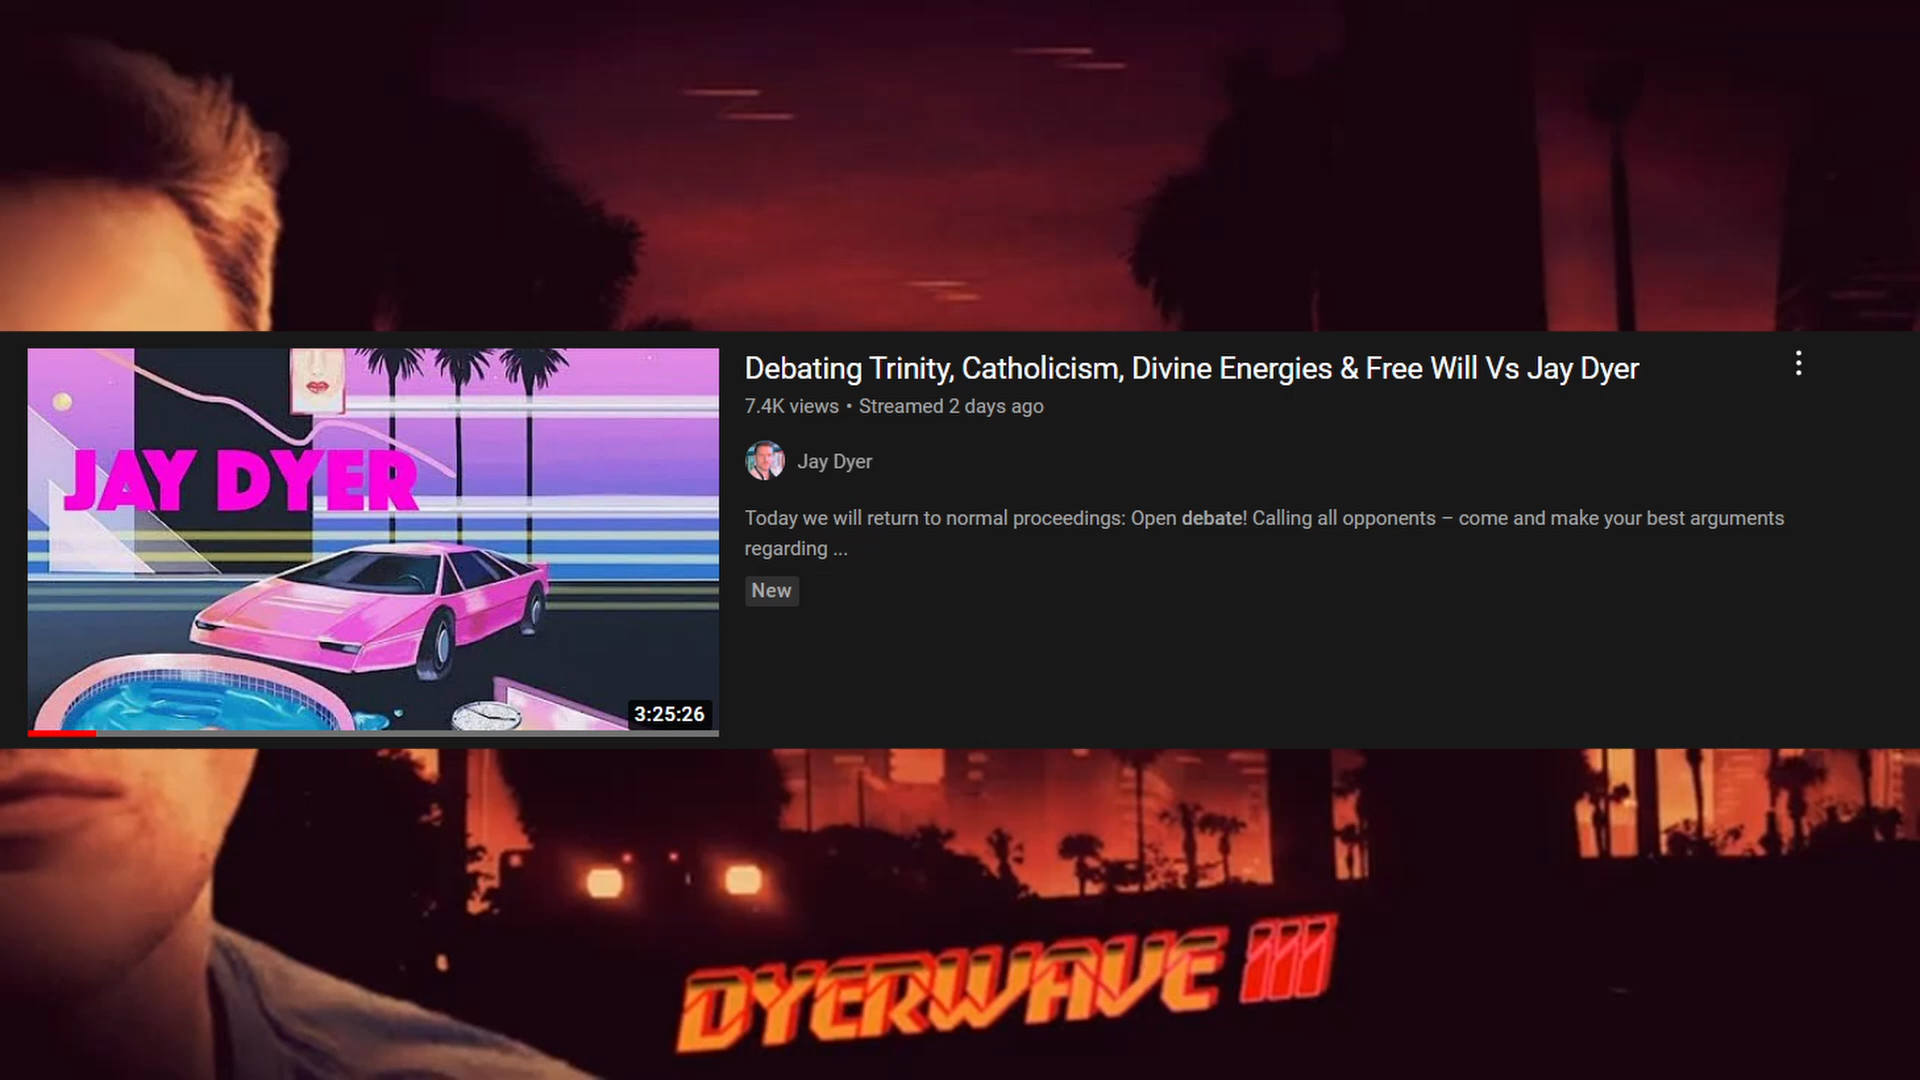 JAY DYER
3:25:26
Debating Trinity, Catholicism, Divine Energies & Free Will Vs Jay Dyer
7.4K views • Streamed 2 days ago
Jay Dyer
Today we will return to normal proceedings: Open debate! Calling all opponents – come and make your best arguments
regarding ...
New
DYERWAVE III